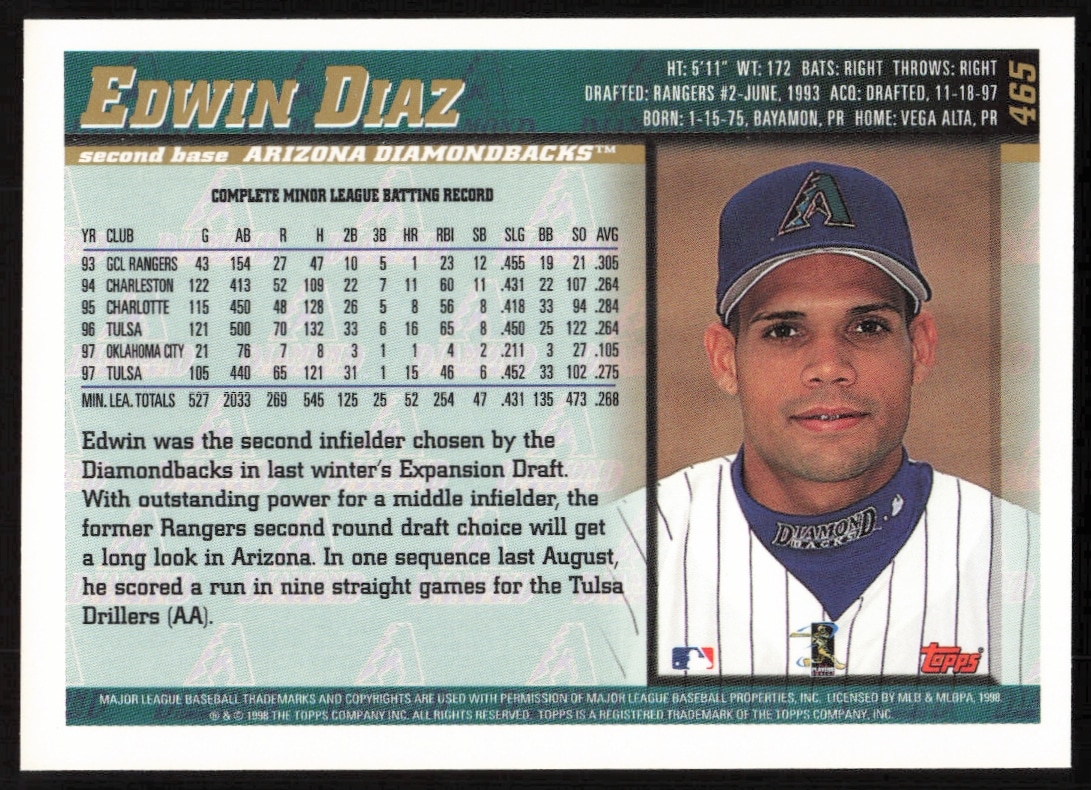 EDWIN DIAZ
HT: 5'11" WT: 172 BATS: RIGHT THROWS: RIGHT
DRAFTED: RANGERS #2-JUNE, 1993 ACQ: DRAFTED, 11-18-97
BORN: 1-15-75, BAYAMON, PR HOME: VEGA ALTA, PR
465
second base ARIZONA DIAMONDBACKS™
COMPLETE MINOR LEAGUE BATTING RECORD
YR CLUB G AB R H 2B 3B HR RBI SB SLG BB SO AVG
93 GCL RANGERS 43 154 27 47 10 5 1 23 12 .455 19 21 .305
94 CHARLESTON 122 413 52 109 22 7 11 60 11 .431 22 107 .264
95 CHARLOTTE 115 450 48 128 26 5 8 56 8 .418 33 94 .284
96 TULSA 121 500 70 132 33 6 16 65 8 .450 25 122 .264
97 OKLAHOMA CITY 21 76 7 8 3 1 1 4 2 .211 3 27 .105
97 TULSA 105 440 65 121 31 1 15 46 6 .452 33 102 .275
MIN. LEA. TOTALS 527 2033 269 545 125 25 52 254 47 .431 135 473 .268
Edwin was the second infielder chosen by the
Diamondbacks in last winter's Expansion Draft.
With outstanding power for a middle infielder, the
former Rangers second round draft choice will get
a long look in Arizona. In one sequence last August,
he scored a run in nine straight games for the Tulsa
Drillers (AA).
A
DIAMOND
BACKS
PLAYERS
CHOICE
Topps®
MAJOR LEAGUE BASEBALL TRADEMARKS AND COPYRIGHTS ARE USED WITH PERMISSION OF MAJOR LEAGUE BASEBALL PROPERTIES, INC. LICENSED BY MLB & MLBPA, 1998
® & © 1998 THE TOPPS COMPANY INC. ALL RIGHTS RESERVED. TOPPS IS A REGISTERED TRADEMARK OF THE TOPPS COMPANY, INC.